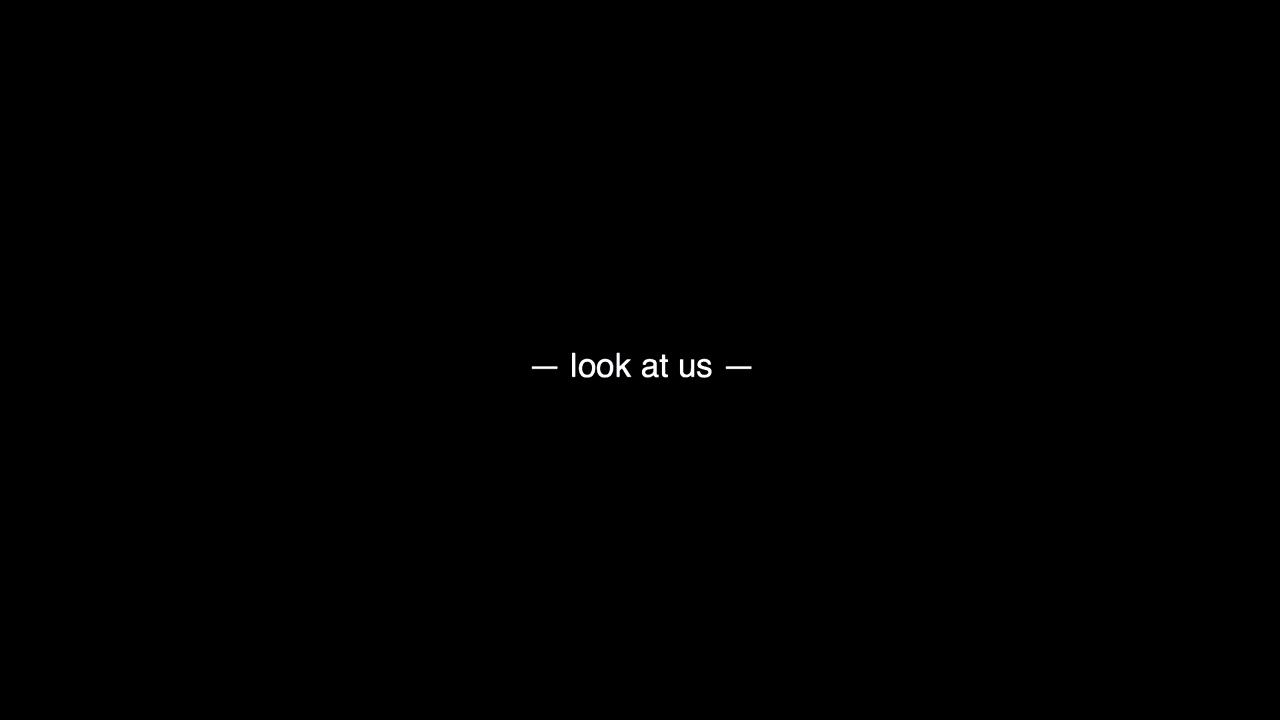 — look at us —